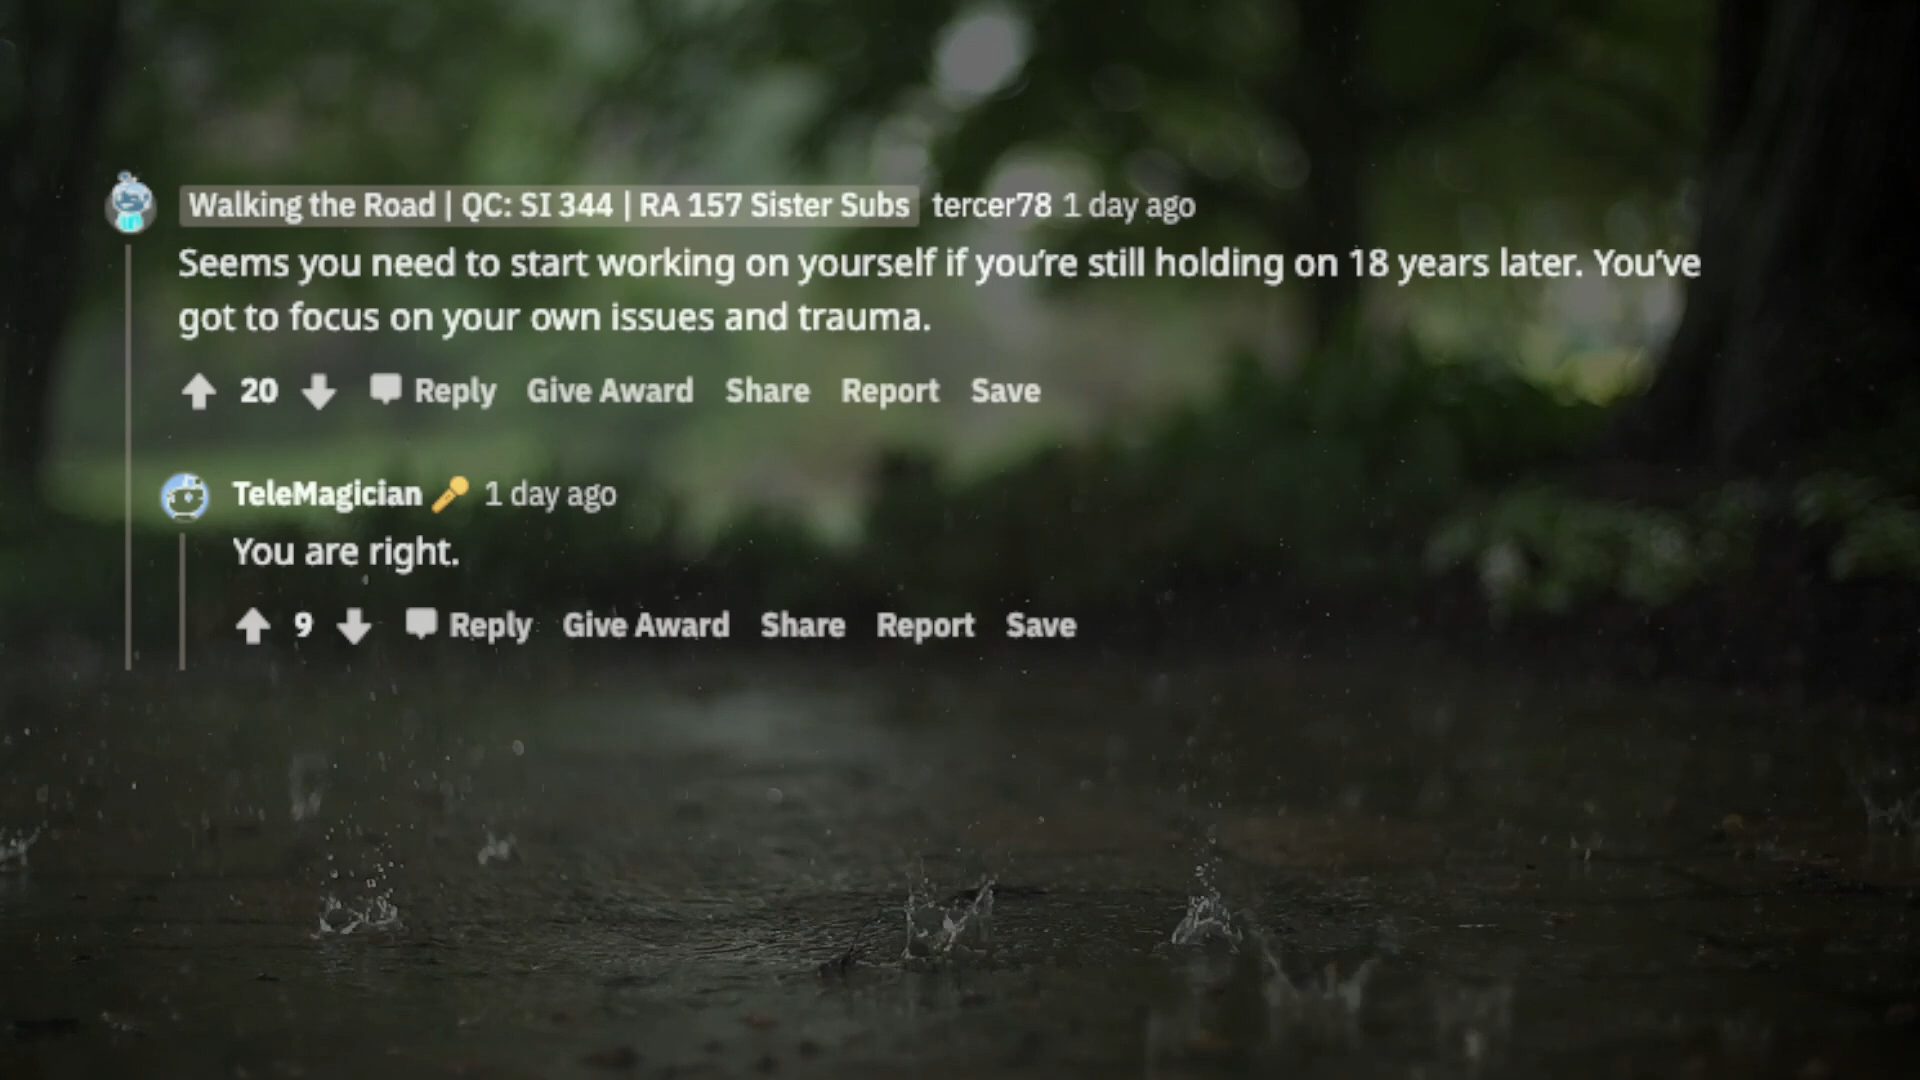 Walking the Road | QC: SI 344 | RA 157 Sister Subs tercer78 1 day ago
Seems you need to start working on yourself if you’re still holding on 18 years later. You’ve
got to focus on your own issues and trauma.
20 Reply Give Award Share Report Save
TeleMagician 1 day ago
You are right.
9 Reply Give Award Share Report Save